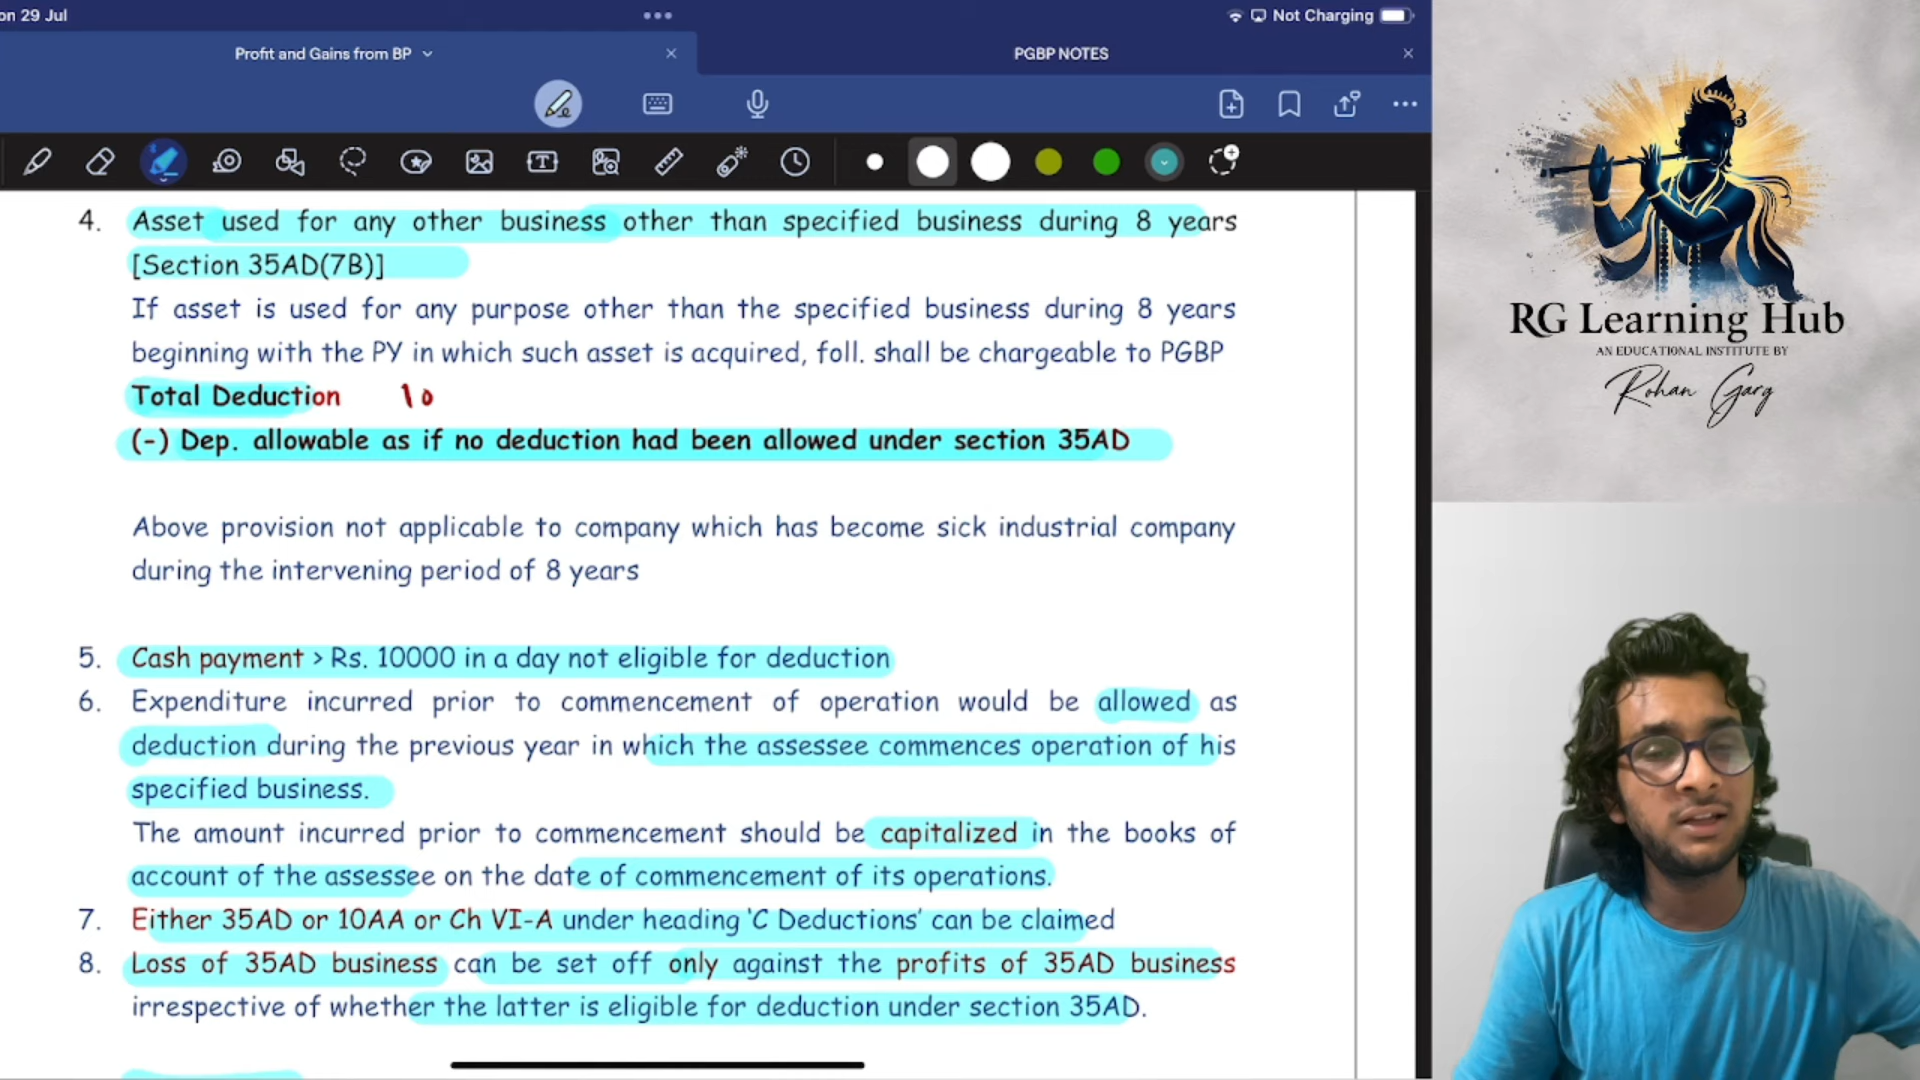 on 29 Jul
Not Charging
Profit and Gains from BP
PGBP NOTES
4. Asset used for any other business other than specified business during 8 years
[Section 35AD(7B)]
If asset is used for any purpose other than the specified business during 8 years
beginning with the PY in which such asset is acquired, foll. shall be chargeable to PGBP
Total Deduction 10
(-) Dep. allowable as if no deduction had been allowed under section 35AD
Above provision not applicable to company which has become sick industrial company
during the intervening period of 8 years
5. Cash payment > Rs. 10000 in a day not eligible for deduction
6. Expenditure incurred prior to commencement of operation would be allowed as
deduction during the previous year in which the assessee commences operation of his
specified business.
The amount incurred prior to commencement should be capitalized in the books of
account of the assessee on the date of commencement of its operations.
7. Either 35AD or 10AA or Ch VI-A under heading 'C Deductions' can be claimed
8. Loss of 35AD business can be set off only against the profits of 35AD business
irrespective of whether the latter is eligible for deduction under section 35AD.
RG Learning Hub
AN EDUCATIONAL INSTITUTE BY
Rohan Garg